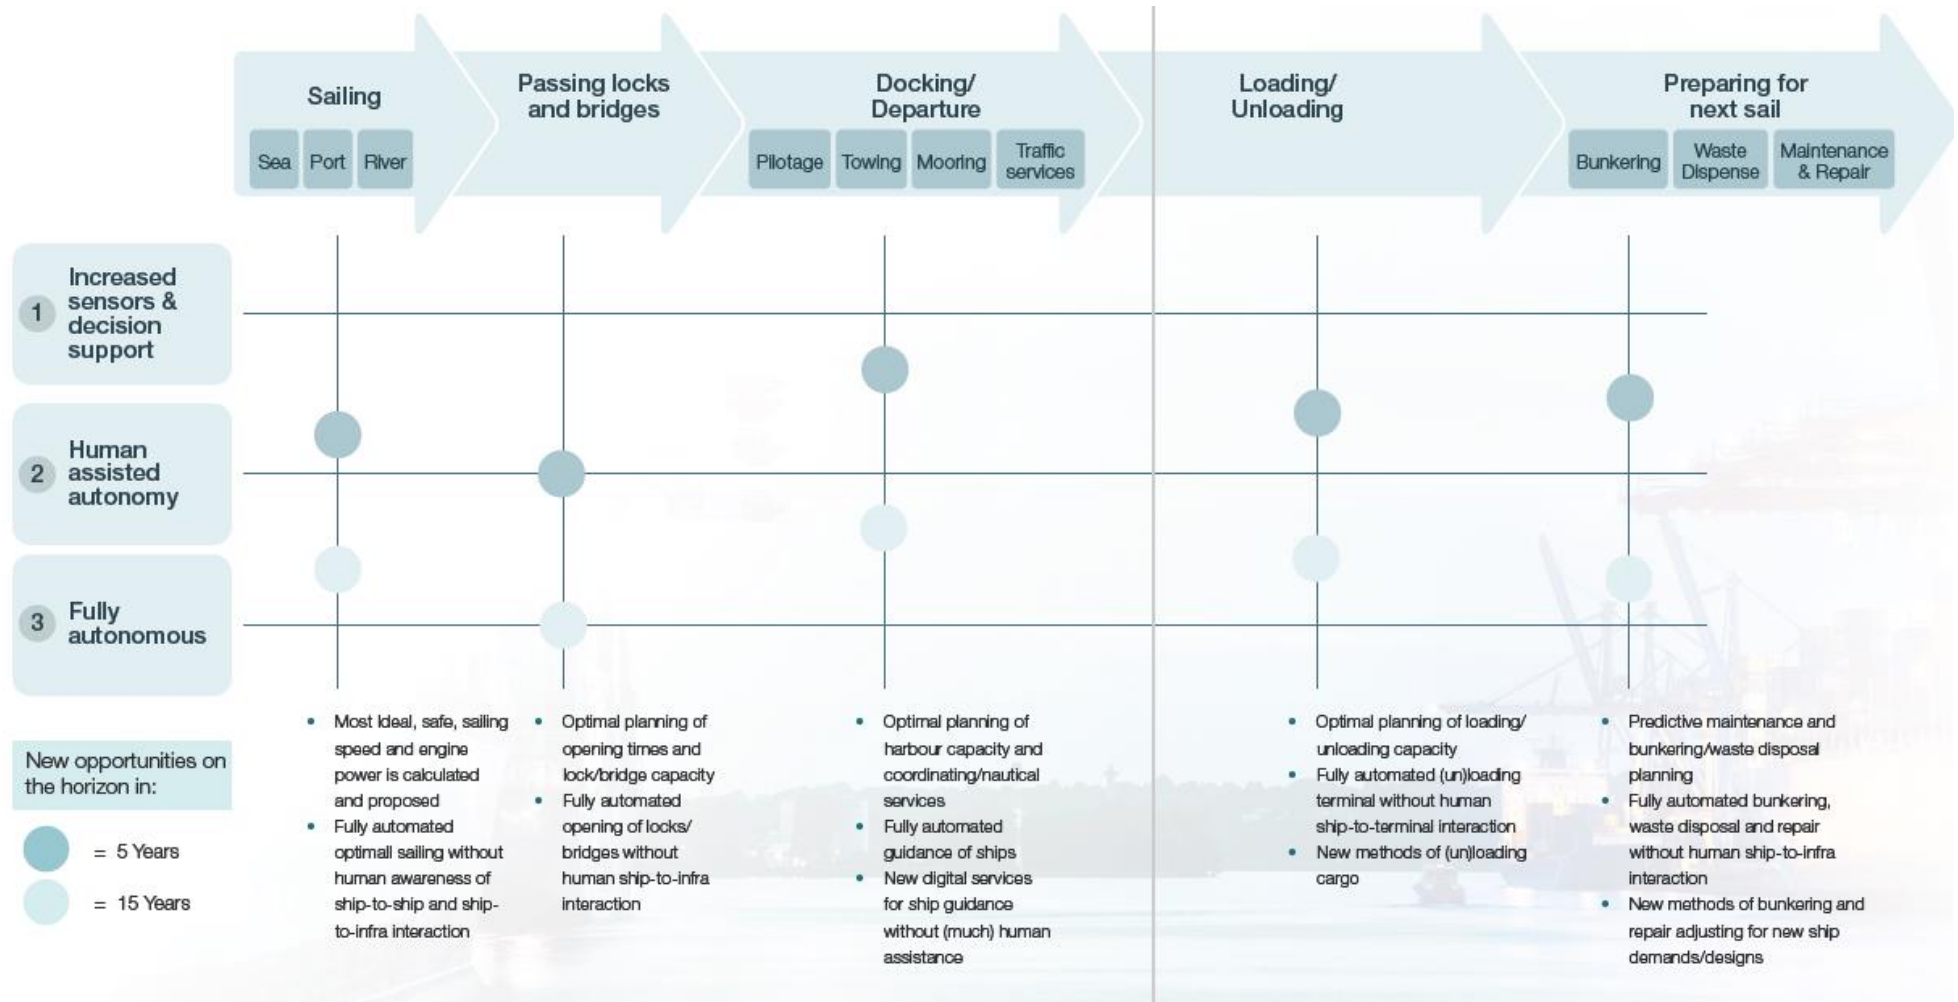 Sailing
Sea
Port
River
Passing locks
and bridges
Docking/
Departure
Pilotage
Towing
Mooring
Traffic
services
Loading/
Unloading
Preparing for
next sail
Bunkering
Waste
Dispense
Maintenance
& Repair
1
Increased
sensors &
decision
support
2
Human
assisted
autonomy
3
Fully
autonomous
New opportunities on
the horizon in:
= 5 Years
= 15 Years
• Most Ideal, safe, sailing
speed and engine
power is calculated
and proposed
• Fully automated
optimall sailing without
human awareness of
ship-to-ship and ship-
to-infra interaction
• Optimal planning of
opening times and
lock/bridge capacity
• Fully automated
opening of locks/
bridges without
human ship-to-infra
interaction
• Optimal planning of
harbour capacity and
coordinating/nautical
services
• Fully automated
guidance of ships
• New digital services
for ship guidance
without (much) human
assistance
• Optimal planning of loading/
unloading capacity
• Fully automated (un)loading
terminal without human
ship-to-terminal interaction
• New methods of (un)loading
cargo
• Predictive maintenance and
bunkering/waste disposal
planning
• Fully automated bunkering,
waste disposal and repair
without human ship-to-infra
interaction
• New methods of bunkering and
repair adjusting for new ship
demands/designs